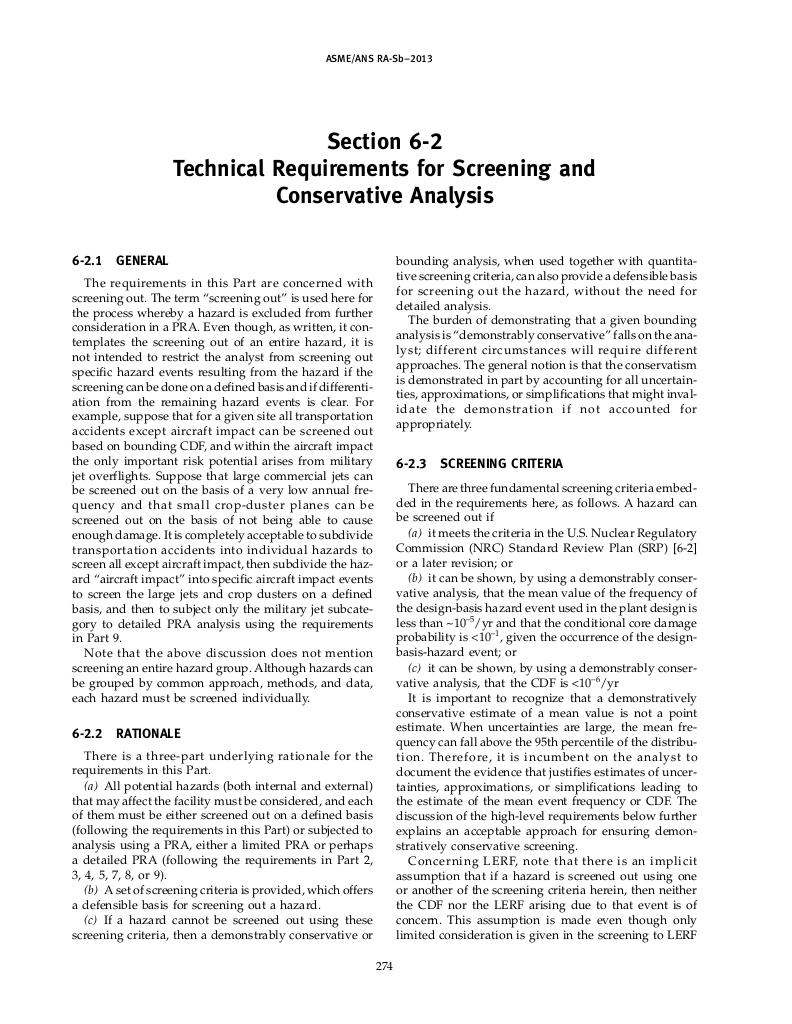 ASME/ANS RA-Sb–2013
Section 6-2
Technical Requirements for Screening and
Conservative Analysis
6-2.1 GENERAL
The requirements in this Part are concerned with
screening out. The term “screening out” is used here for
the process whereby a hazard is excluded from further
consideration in a PRA. Even though, as written, it con-
templates the screening out of an entire hazard, it is
not intended to restrict the analyst from screening out
specific hazard events resulting from the hazard if the
screening can be done on a defined basis and if differenti-
ation from the remaining hazard events is clear. For
example, suppose that for a given site all transportation
accidents except aircraft impact can be screened out
based on bounding CDF, and within the aircraft impact
the only important risk potential arises from military
jet overflights. Suppose that large commercial jets can
be screened out on the basis of a very low annual fre-
quency and that small crop-duster planes can be
screened out on the basis of not being able to cause
enough damage. It is completely acceptable to subdivide
transportation accidents into individual hazards to
screen all except aircraft impact, then subdivide the haz-
ard “aircraft impact” into specific aircraft impact events
to screen the large jets and crop dusters on a defined
basis, and then to subject only the military jet subcate-
gory to detailed PRA analysis using the requirements
in Part 9.
Note that the above discussion does not mention
screening an entire hazard group. Although hazards can
be grouped by common approach, methods, and data,
each hazard must be screened individually.
6-2.2 RATIONALE
There is a three-part underlying rationale for the
requirements in this Part.
(a) All potential hazards (both internal and external)
that may affect the facility must be considered, and each
of them must be either screened out on a defined basis
(following the requirements in this Part) or subjected to
analysis using a PRA, either a limited PRA or perhaps
a detailed PRA (following the requirements in Part 2,
3, 4, 5, 7, 8, or 9).
(b) A set of screening criteria is provided, which offers
a defensible basis for screening out a hazard.
(c) If a hazard cannot be screened out using these
screening criteria, then a demonstrably conservative or
bounding analysis, when used together with quantita-
tive screening criteria, can also provide a defensible basis
for screening out the hazard, without the need for
detailed analysis.
The burden of demonstrating that a given bounding
analysis is “demonstrably conservative” falls on the ana-
lyst; different circumstances will require different
approaches. The general notion is that the conservatism
is demonstrated in part by accounting for all uncertain-
ties, approximations, or simplifications that might inval-
idate the demonstration if not accounted for
appropriately.
6-2.3 SCREENING CRITERIA
There are three fundamental screening criteria embed-
ded in the requirements here, as follows. A hazard can
be screened out if
(a) it meets the criteria in the U.S. Nuclear Regulatory
Commission (NRC) Standard Review Plan (SRP) [6-2]
or a later revision; or
(b) it can be shown, by using a demonstrably conser-
vative analysis, that the mean value of the frequency of
the design-basis hazard event used in the plant design is
less than ~10⁻⁵/yr and that the conditional core damage
probability is <10⁻¹, given the occurrence of the design-
basis-hazard event; or
(c) it can be shown, by using a demonstrably conser-
vative analysis, that the CDF is <10⁻⁶/yr
It is important to recognize that a demonstratively
conservative estimate of a mean value is not a point
estimate. When uncertainties are large, the mean fre-
quency can fall above the 95th percentile of the distribu-
tion. Therefore, it is incumbent on the analyst to
document the evidence that justifies estimates of uncer-
tainties, approximations, or simplifications leading to
the estimate of the mean event frequency or CDF. The
discussion of the high-level requirements below further
explains an acceptable approach for ensuring demon-
stratively conservative screening.
Concerning LERF, note that there is an implicit
assumption that if a hazard is screened out using one
or another of the screening criteria herein, then neither
the CDF nor the LERF arising due to that event is of
concern. This assumption is made even though only
limited consideration is given in the screening to LERF
274